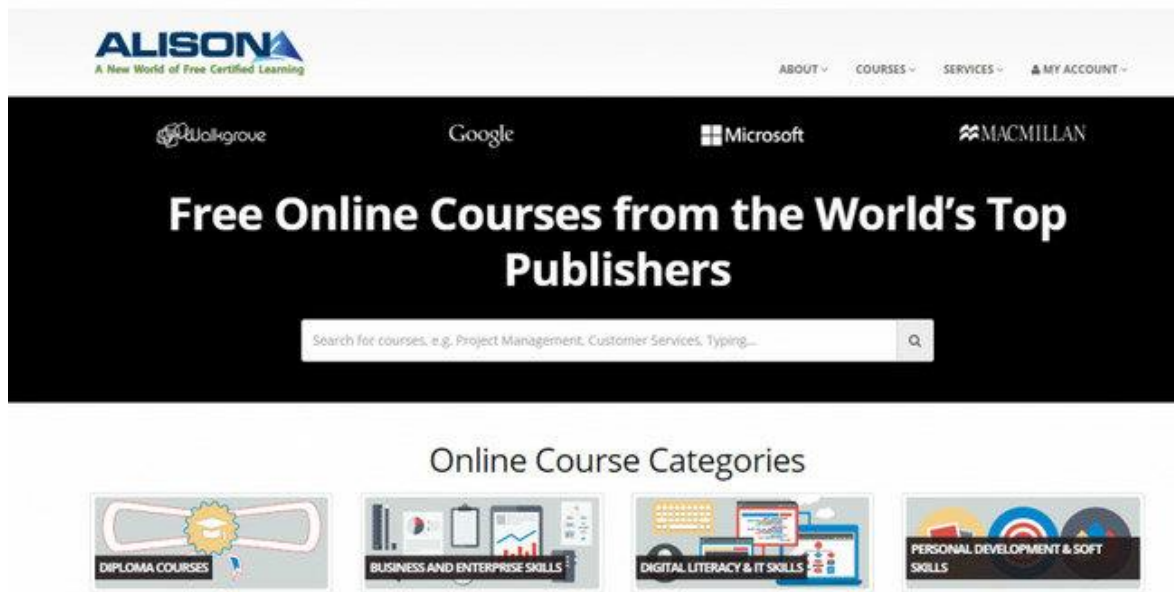 ALISON
A New World of Free Certified Learning
ABOUT COURSES SERVICES MY ACCOUNT
Walkgrove Google Microsoft MACMILLAN
Free Online Courses from the World's Top
Publishers
Search for courses, e.g. Project Management, Customer Services, Typing...
Online Course Categories
DIPLOMA COURSES
BUSINESS AND ENTERPRISE SKILLS
DIGITAL LITERACY & IT SKILLS
PERSONAL DEVELOPMENT & SOFT
SKILLS